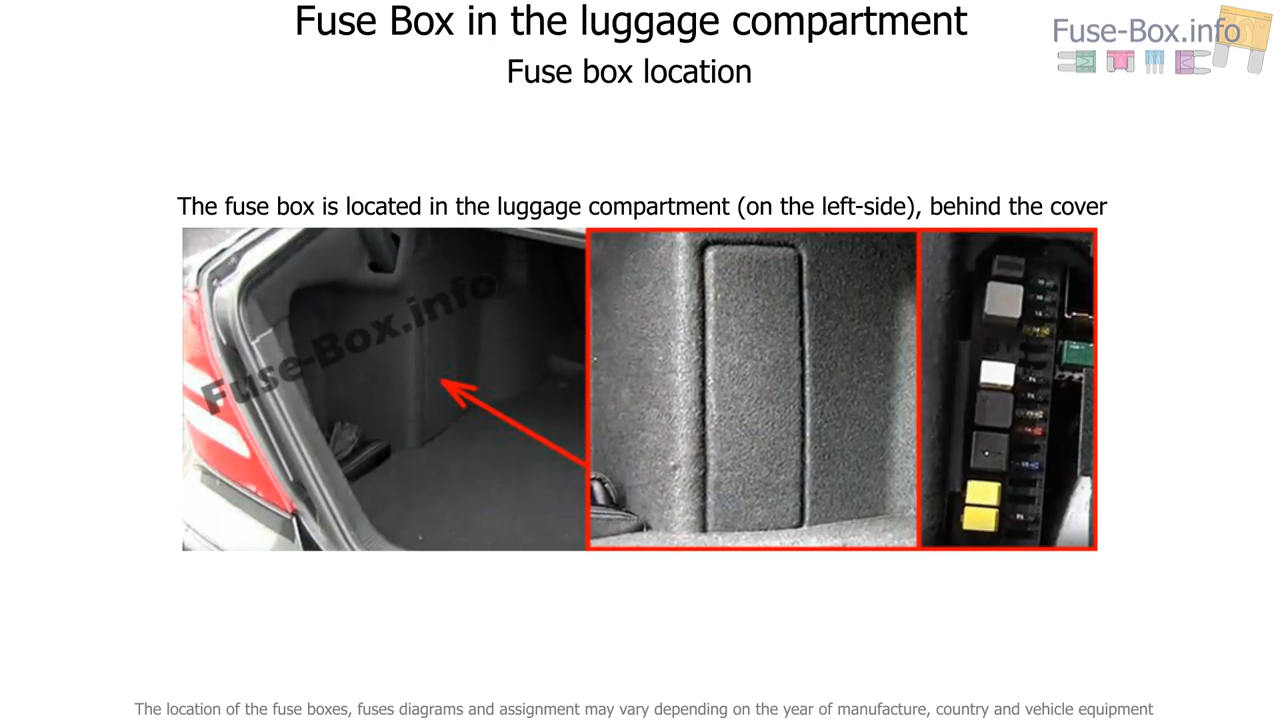 Fuse Box in the luggage compartment
Fuse-Box.info
Fuse box location
The fuse box is located in the luggage compartment (on the left-side), behind the cover
Fuse-Box.info
The location of the fuse boxes, fuses diagrams and assignment may vary depending on the year of manufacture, country and vehicle equipment